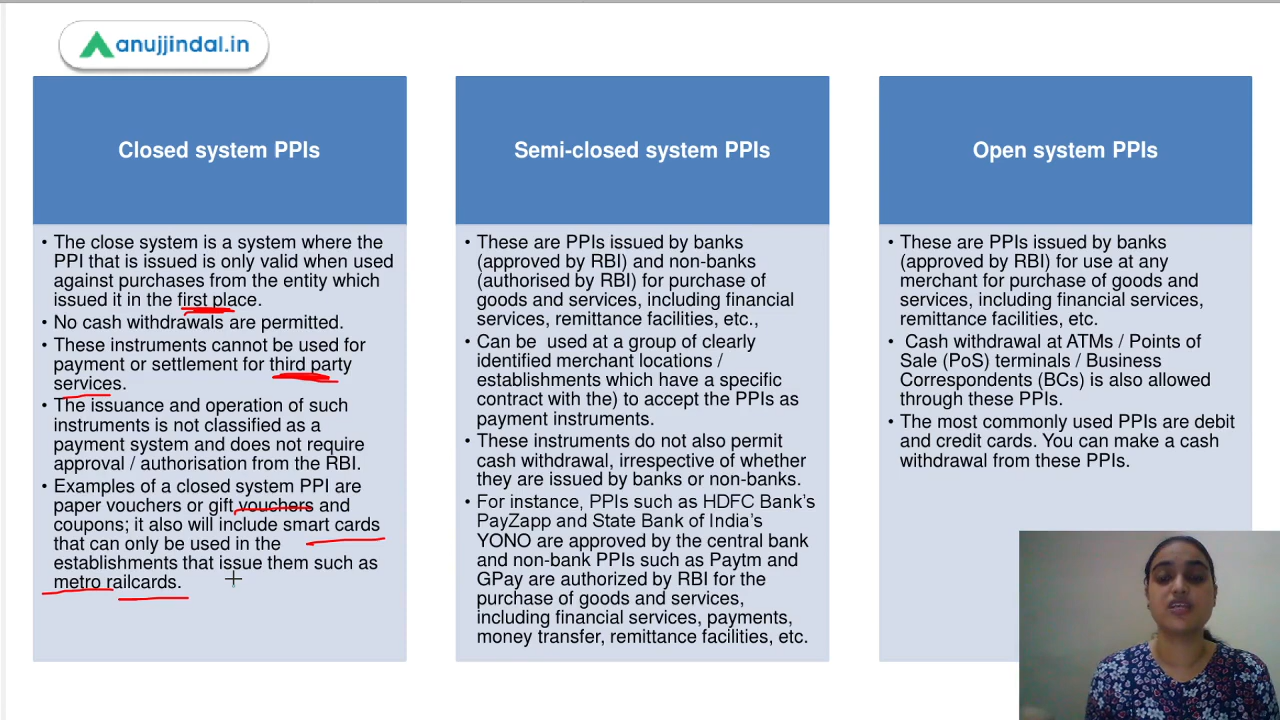 anujjindal.in
Closed system PPIs
• The close system is a system where the
PPI that is issued is only valid when used
against purchases from the entity which
issued it in the first place.
• No cash withdrawals are permitted.
• These instruments cannot be used for
payment or settlement for third party
services.
• The issuance and operation of such
instruments is not classified as a
payment system and does not require
approval / authorisation from the RBI.
• Examples of a closed system PPI are
paper vouchers or gift vouchers and
coupons; it also will include smart cards
that can only be used in the
establishments that issue them such as
metro railcards.
Semi-closed system PPIs
• These are PPIs issued by banks
(approved by RBI) and non-banks
(authorised by RBI) for purchase of
goods and services, including financial
services, remittance facilities, etc.,
• Can be  used at a group of clearly
identified merchant locations /
establishments which have a specific
contract with the) to accept the PPIs as
payment instruments.
• These instruments do not also permit
cash withdrawal, irrespective of whether
they are issued by banks or non-banks.
• For instance, PPIs such as HDFC Bank’s
PayZapp and State Bank of India’s
YONO are approved by the central bank
and non-bank PPIs such as Paytm and
GPay are authorized by RBI for the
purchase of goods and services,
including financial services, payments,
money transfer, remittance facilities, etc.
Open system PPIs
• These are PPIs issued by banks
(approved by RBI) for use at any
merchant for purchase of goods and
services, including financial services,
remittance facilities, etc.
• Cash withdrawal at ATMs / Points of
Sale (PoS) terminals / Business
Correspondents (BCs) is also allowed
through these PPIs.
• The most commonly used PPIs are debit
and credit cards. You can make a cash
withdrawal from these PPIs.